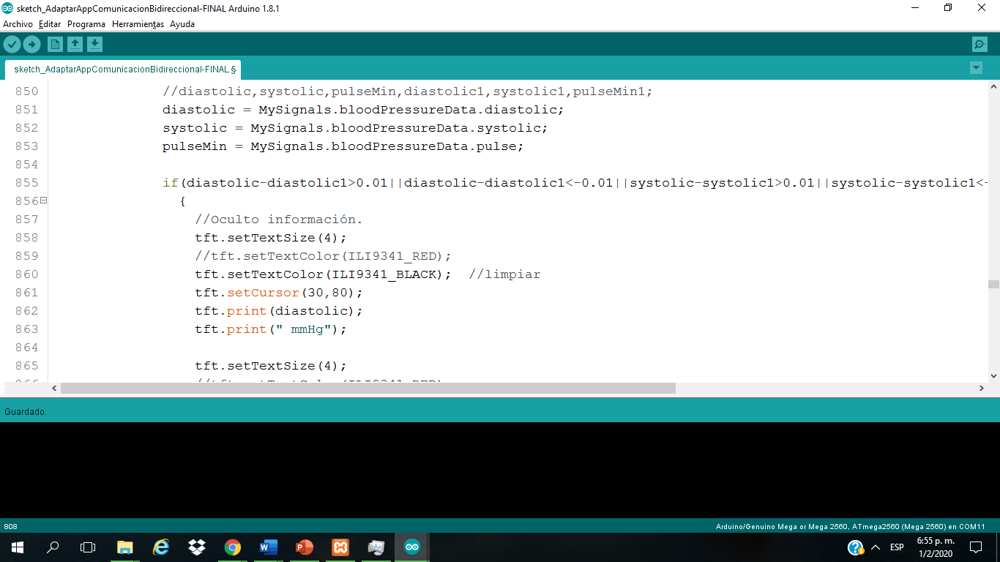 sketch_AdaptarAppComunicacionBidireccional-FINAL Arduino 1.8.1
Archivo Editar Programa Herramientas Ayuda
sketch_AdaptarAppComunicacionBidireccional-FINAL §
850 //diastolic,systolic,pulseMin,diastolic1,systolic1,pulseMin1;
851 diastolic = MySignals.bloodPressureData.diastolic;
852 systolic = MySignals.bloodPressureData.systolic;
853 pulseMin = MySignals.bloodPressureData.pulse;
854
855 if(diastolic-diastolic1>0.01||diastolic-diastolic1<-0.01||systolic-systolic1>0.01||systolic-systolic1<-
856 {
857 //Oculto información.
858 tft.setTextSize(4);
859 //tft.setTextColor(ILI9341_RED);
860 tft.setTextColor(ILI9341_BLACK); //limpiar
861 tft.setCursor(30,80);
862 tft.print(diastolic);
863 tft.print(" mmHg");
864
865 tft.setTextSize(4);
Guardado.
808 Arduino/Genuino Mega or Mega 2560, ATmega2560 (Mega 2560) en COM11
ESP
6:55 p. m.
1/2/2020